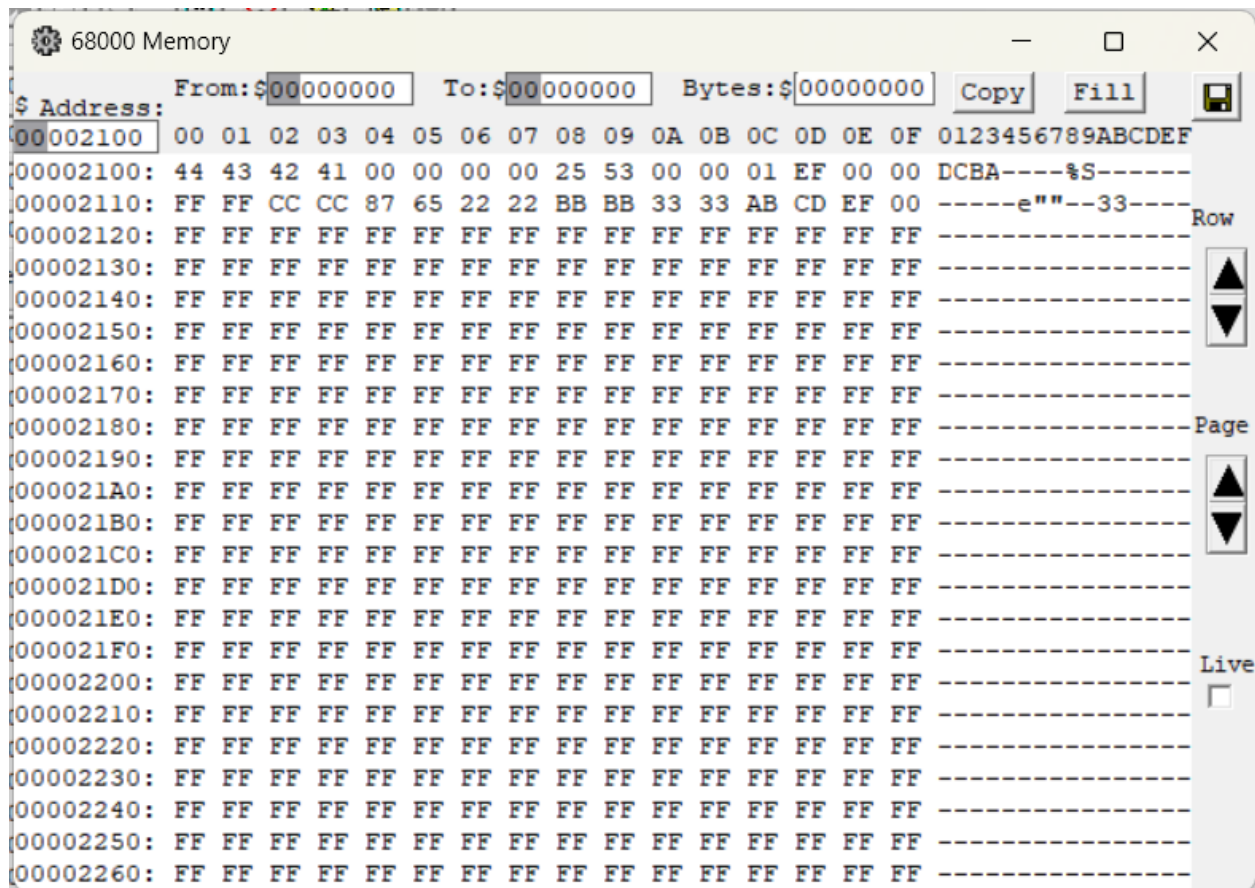 68000 Memory
From:$00000000 To:$00000000 Bytes:$00000000 Copy Fill
$ Address:
00002100 00 01 02 03 04 05 06 07 08 09 0A 0B 0C 0D 0E 0F 0123456789ABCDEF
00002100: 44 43 42 41 00 00 00 00 25 53 00 00 01 EF 00 00 DCBA----%S------
00002110: FF FF CC CC 87 65 22 22 BB BB 33 33 AB CD EF 00 -----e""--33----
Row
00002120: FF FF FF FF FF FF FF FF FF FF FF FF FF FF FF FF ----------------
00002130: FF FF FF FF FF FF FF FF FF FF FF FF FF FF FF FF ----------------
00002140: FF FF FF FF FF FF FF FF FF FF FF FF FF FF FF FF ----------------
00002150: FF FF FF FF FF FF FF FF FF FF FF FF FF FF FF FF ----------------
00002160: FF FF FF FF FF FF FF FF FF FF FF FF FF FF FF FF ----------------
00002170: FF FF FF FF FF FF FF FF FF FF FF FF FF FF FF FF ----------------
00002180: FF FF FF FF FF FF FF FF FF FF FF FF FF FF FF FF ----------------
Page
00002190: FF FF FF FF FF FF FF FF FF FF FF FF FF FF FF FF ----------------
000021A0: FF FF FF FF FF FF FF FF FF FF FF FF FF FF FF FF ----------------
000021B0: FF FF FF FF FF FF FF FF FF FF FF FF FF FF FF FF ----------------
000021C0: FF FF FF FF FF FF FF FF FF FF FF FF FF FF FF FF ----------------
000021D0: FF FF FF FF FF FF FF FF FF FF FF FF FF FF FF FF ----------------
000021E0: FF FF FF FF FF FF FF FF FF FF FF FF FF FF FF FF ----------------
000021F0: FF FF FF FF FF FF FF FF FF FF FF FF FF FF FF FF ----------------
Live
00002200: FF FF FF FF FF FF FF FF FF FF FF FF FF FF FF FF ----------------
00002210: FF FF FF FF FF FF FF FF FF FF FF FF FF FF FF FF ----------------
00002220: FF FF FF FF FF FF FF FF FF FF FF FF FF FF FF FF ----------------
00002230: FF FF FF FF FF FF FF FF FF FF FF FF FF FF FF FF ----------------
00002240: FF FF FF FF FF FF FF FF FF FF FF FF FF FF FF FF ----------------
00002250: FF FF FF FF FF FF FF FF FF FF FF FF FF FF FF FF ----------------
00002260: FF FF FF FF FF FF FF FF FF FF FF FF FF FF FF FF ----------------